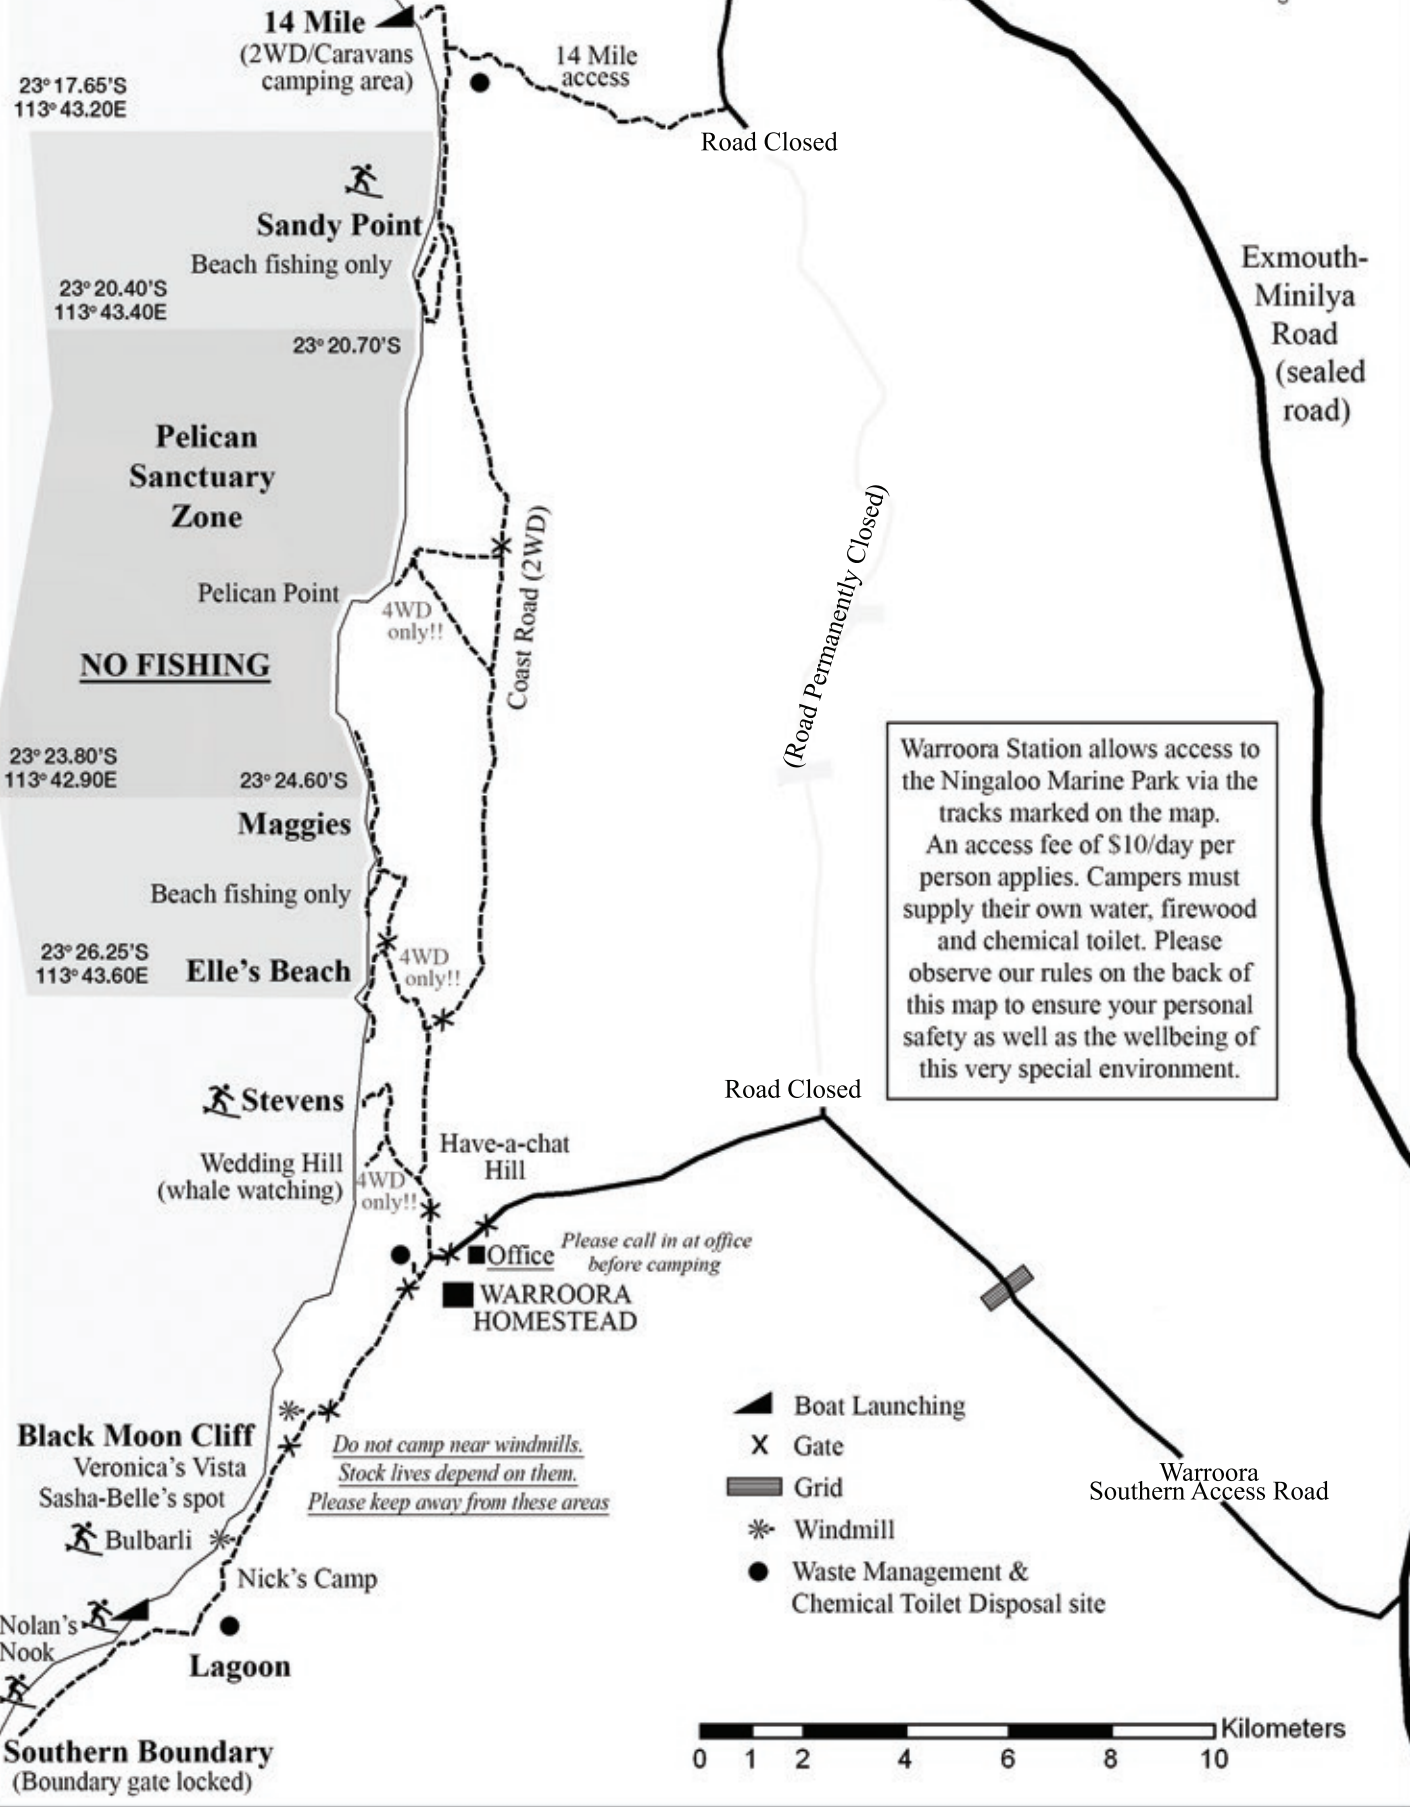 14 Mile
(2WD/Caravans
camping area)
14 Mile
access
23° 17.65'S
113° 43.20E
Road Closed
Sandy Point
Beach fishing only
Exmouth-
Minilya
Road
(sealed
road)
23° 20.40'S
113° 43.40E
23° 20.70'S
Pelican
Sanctuary
Zone
Pelican Point
4WD
only!!
Coast Road (2WD)
(Road Permanently Closed)
NO FISHING
23° 23.80'S
113° 42.90E
23° 24.60'S
Maggies
Beach fishing only
Warroora Station allows access to
the Ningaloo Marine Park via the
tracks marked on the map.
An access fee of $10/day per
person applies. Campers must
supply their own water, firewood
and chemical toilet. Please
observe our rules on the back of
this map to ensure your personal
safety as well as the wellbeing of
this very special environment.
23° 26.25'S
113° 43.60E
Elle's Beach
4WD
only!!
Road Closed
Stevens
Have-a-chat
Hill
Wedding Hill
(whale watching)
4WD
only!!
Office
Please call in at office
before camping
WARROORA
HOMESTEAD
Black Moon Cliff
Veronica's Vista
Sasha-Belle's spot
Bulbarli
Do not camp near windmills.
Stock lives depend on them.
Please keep away from these areas
Boat Launching
X Gate
Grid
Windmill
Waste Management &
Chemical Toilet Disposal site
Warroora
Southern Access Road
Nick's Camp
Nolan's
Nook
Lagoon
Southern Boundary
(Boundary gate locked)
Kilometers
0 1 2 4 6 8 10